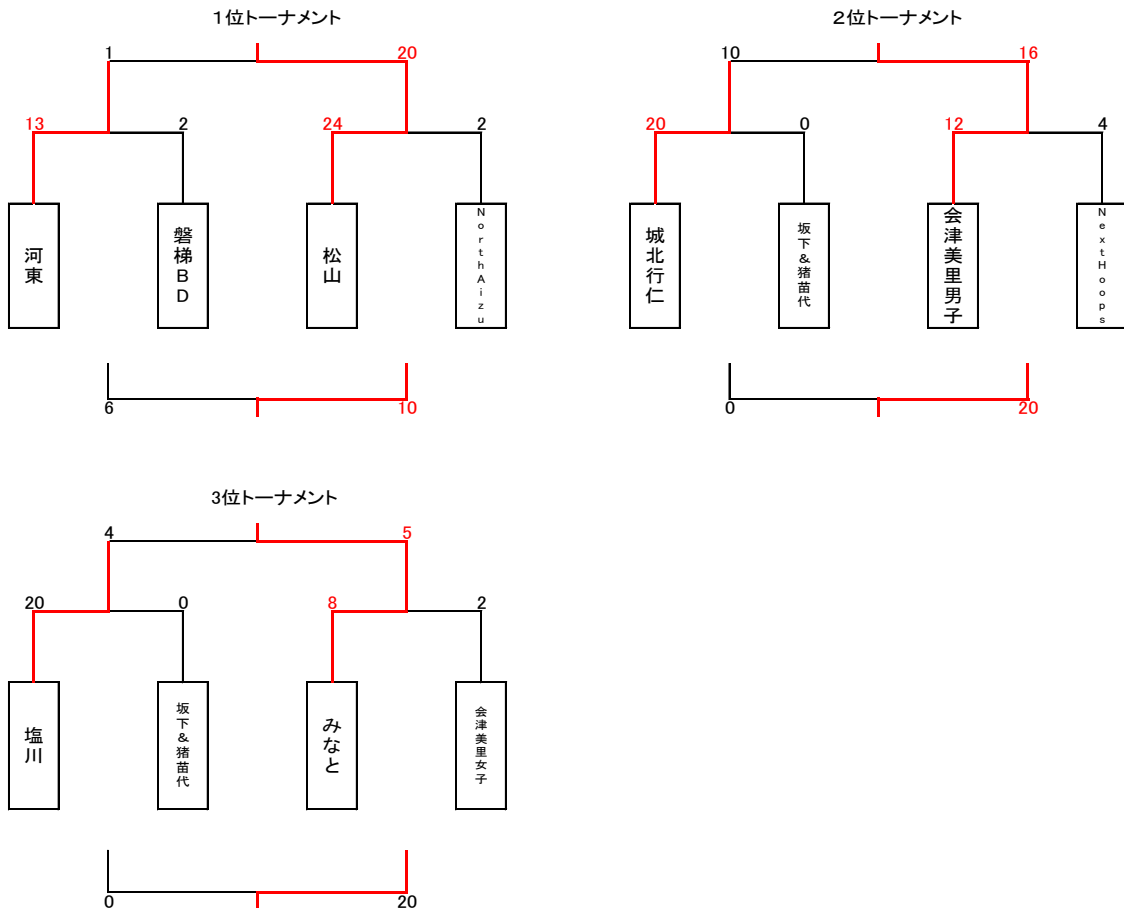 １位トーナメント
1
20
13
2
24
2
河東
磐梯ＢＤ
松山
ＮｏｒｔｈＡｉｚｕ
6
10
２位トーナメント
10
16
20
0
12
4
城北行仁
坂下＆猪苗代
会津美里男子
ＮｅｘｔＨｏｏｐｓ
0
20
3位トーナメント
4
5
20
0
8
2
塩川
坂下＆猪苗代
みなと
会津美里女子
0
20